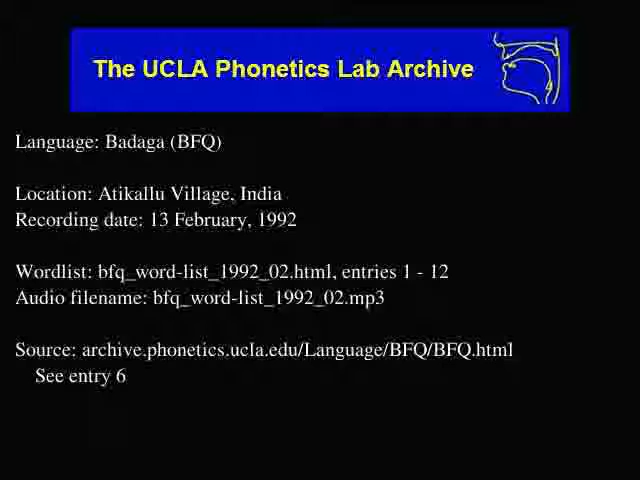 The UCLA Phonetics Lab Archive
Language: Badaga (BFQ)
Location: Atikallu Village, India
Recording date: 13 February, 1992
Wordlist: bfq_word-list_1992_02.html, entries 1 - 12
Audio filename: bfq_word-list_1992_02.mp3
Source: archive.phonetics.ucla.edu/Language/BFQ/BFQ.html
See entry 6